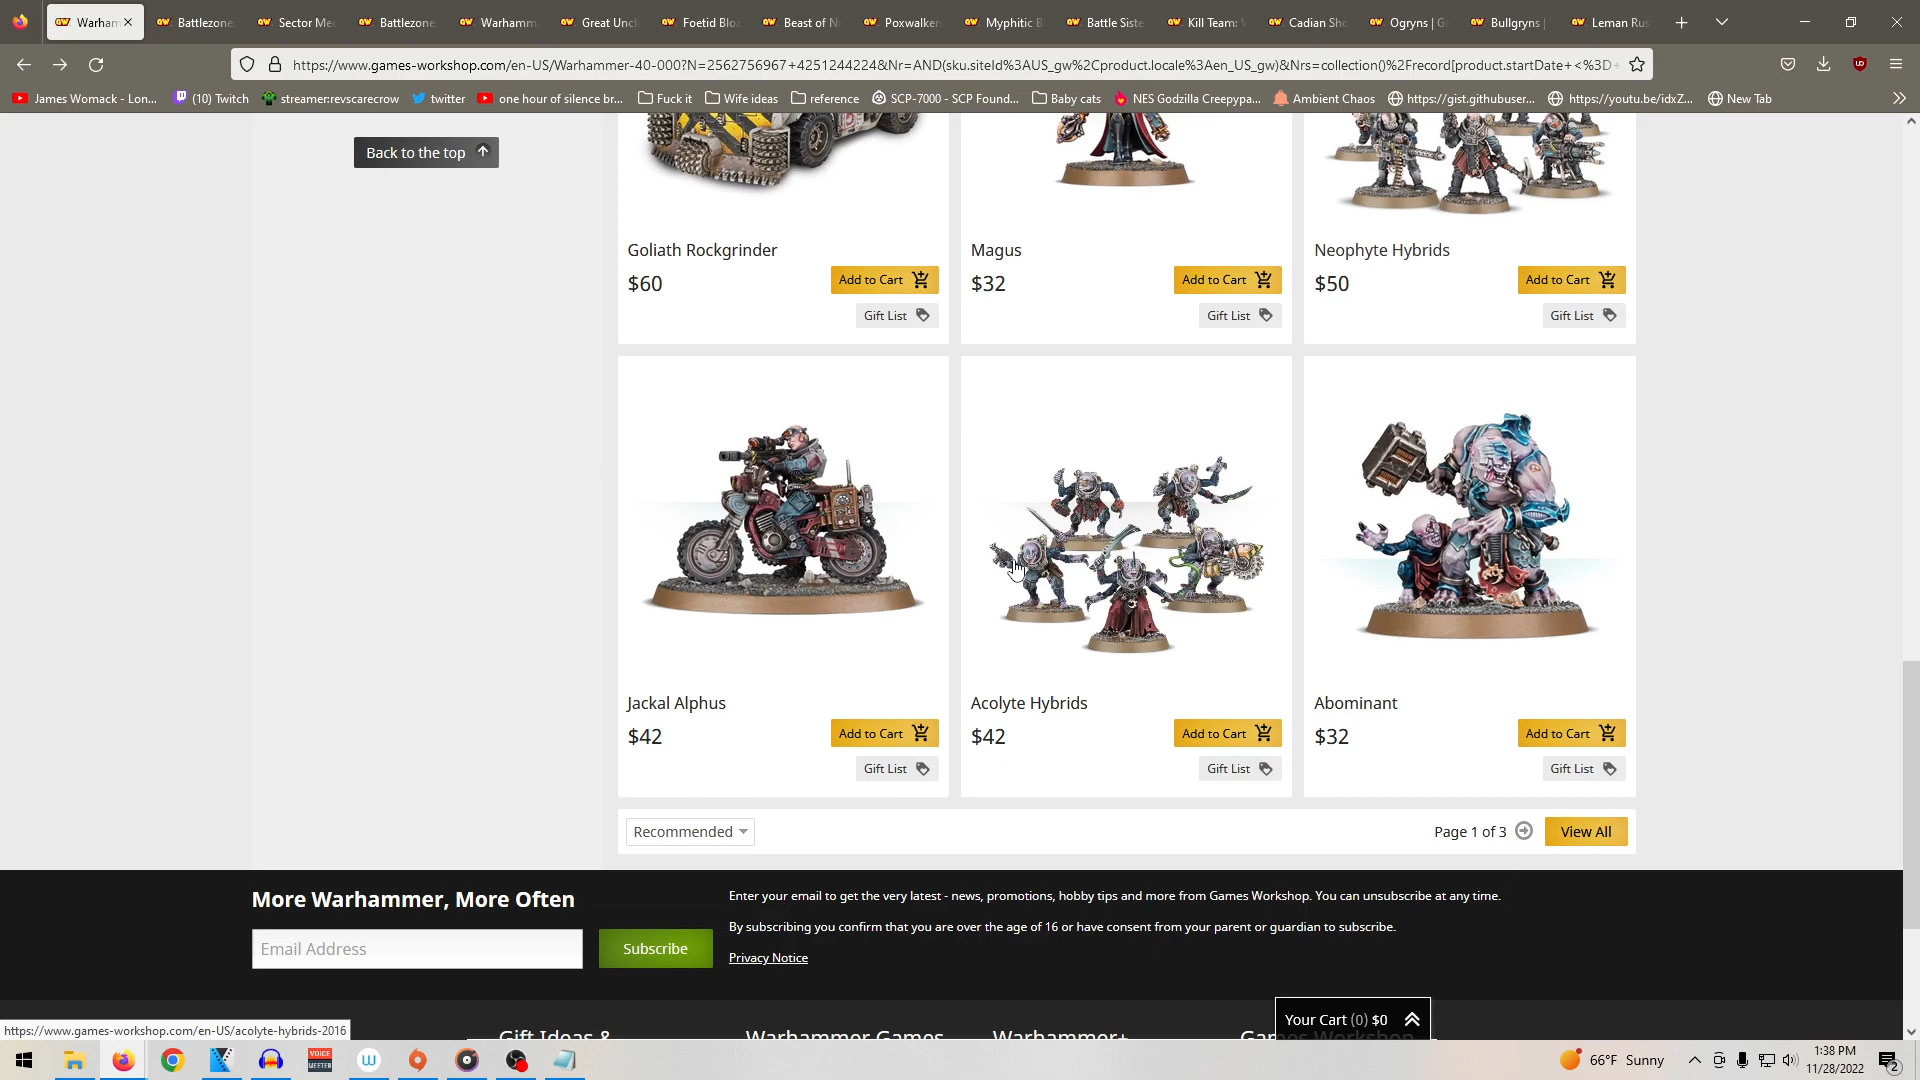 Warham
Battlezone
Sector Me
Battlezone
Warhamm
Great Uncl
Foetid Blo
Beast of N
Poxwalkers
Myphitic B
Battle Siste
Kill Team:
Cadian Sho
Ogryns | G
Bullgryns |
Leman Rus
https://www.games-workshop.com/en-US/Warhammer-40-000?N=2562756967+4251244224&Nr=AND(sku.siteId%3AUS_gw%2Cproduct.locale%3Aen_US_gw)&Nrs=collection()%2Frecord[product.startDate+<%3D+
James Womack - Lon...
(10) Twitch
streamer:revscarecrow
twitter
one hour of silence br...
Fuck it
Wife ideas
reference
SCP-7000 - SCP Found...
Baby cats
NES Godzilla Creepypa...
Ambient Chaos
https://gist.githubuser...
https://youtu.be/idxZ...
New Tab
Back to the top
Goliath Rockgrinder
$60
Add to Cart
Gift List
Magus
$32
Add to Cart
Gift List
Neophyte Hybrids
$50
Add to Cart
Gift List
Jackal Alphus
$42
Add to Cart
Gift List
Acolyte Hybrids
$42
Add to Cart
Gift List
Abominant
$32
Add to Cart
Gift List
Recommended
Page 1 of 3
View All
More Warhammer, More Often
Email Address
Subscribe
Enter your email to get the very latest - news, promotions, hobby tips and more from Games Workshop. You can unsubscribe at any time.
By subscribing you confirm that you are over the age of 16 or have consent from your parent or guardian to subscribe.
Privacy Notice
Your Cart (0) $0
https://www.games-workshop.com/en-US/acolyte-hybrids-2016
Gift Ideas &
Warhammer Games
Warhammer+
Games Workshop
VOICE
MEETER
66°F Sunny
1:38 PM
11/28/2022
2